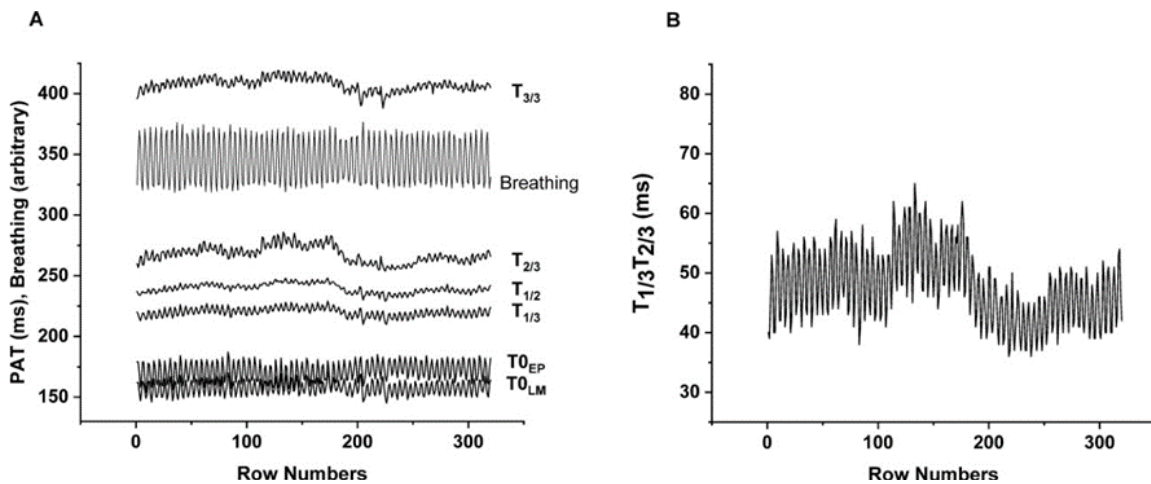 A
PAT (ms), Breathing (arbitrary)
400
350
300
250
200
150
T3/3
Breathing
T2/3
T1/2
T1/3
T0EP
T0LM
0
100
200
300
Row Numbers
B
T1/3T2/3 (ms)
80
70
60
50
40
30
0
100
200
300
Row Numbers